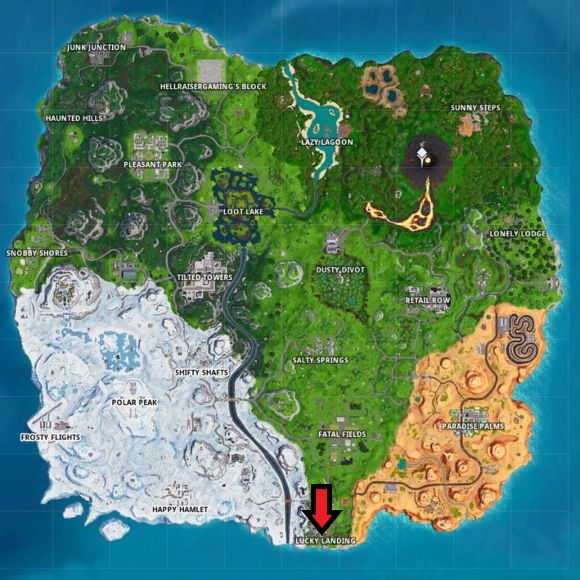 JUNK JUNCTION
HELLRAISERGAMING'S BLOCK
SUNNY STEPS
HAUNTED HILLS
LAZY LAGOON
PLEASANT PARK
LOOT LAKE
LONELY LODGE
SNOBBY SHORES
DUSTY DIVOT
TILTED TOWERS
RETAIL ROW
SALTY SPRINGS
SHIFTY SHAFTS
POLAR PEAK
PARADISE PALMS
FATAL FIELDS
FROSTY FLIGHTS
HAPPY HAMLET
LUCKY LANDING